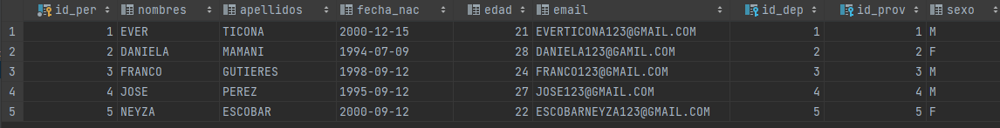 id_per nombres apellidos fecha_nac edad email id_dep id_prov sexo
1 1 EVER TICONA 2000-12-15 21 EVERTICONA123@GMAIL.COM 1 1 M
2 2 DANIELA MAMANI 1994-07-09 28 DANIELA123@GAMIL.COM 2 2 F
3 3 FRANCO GUTIERES 1998-09-12 24 FRANCO123@GMAIL.COM 3 3 M
4 4 JOSE PEREZ 1995-09-12 27 JOSE123@GMAIL.COM 4 4 M
5 5 NEYZA ESCOBAR 2000-09-12 22 ESCOBARNEYZA123@GMAIL.COM 5 5 F